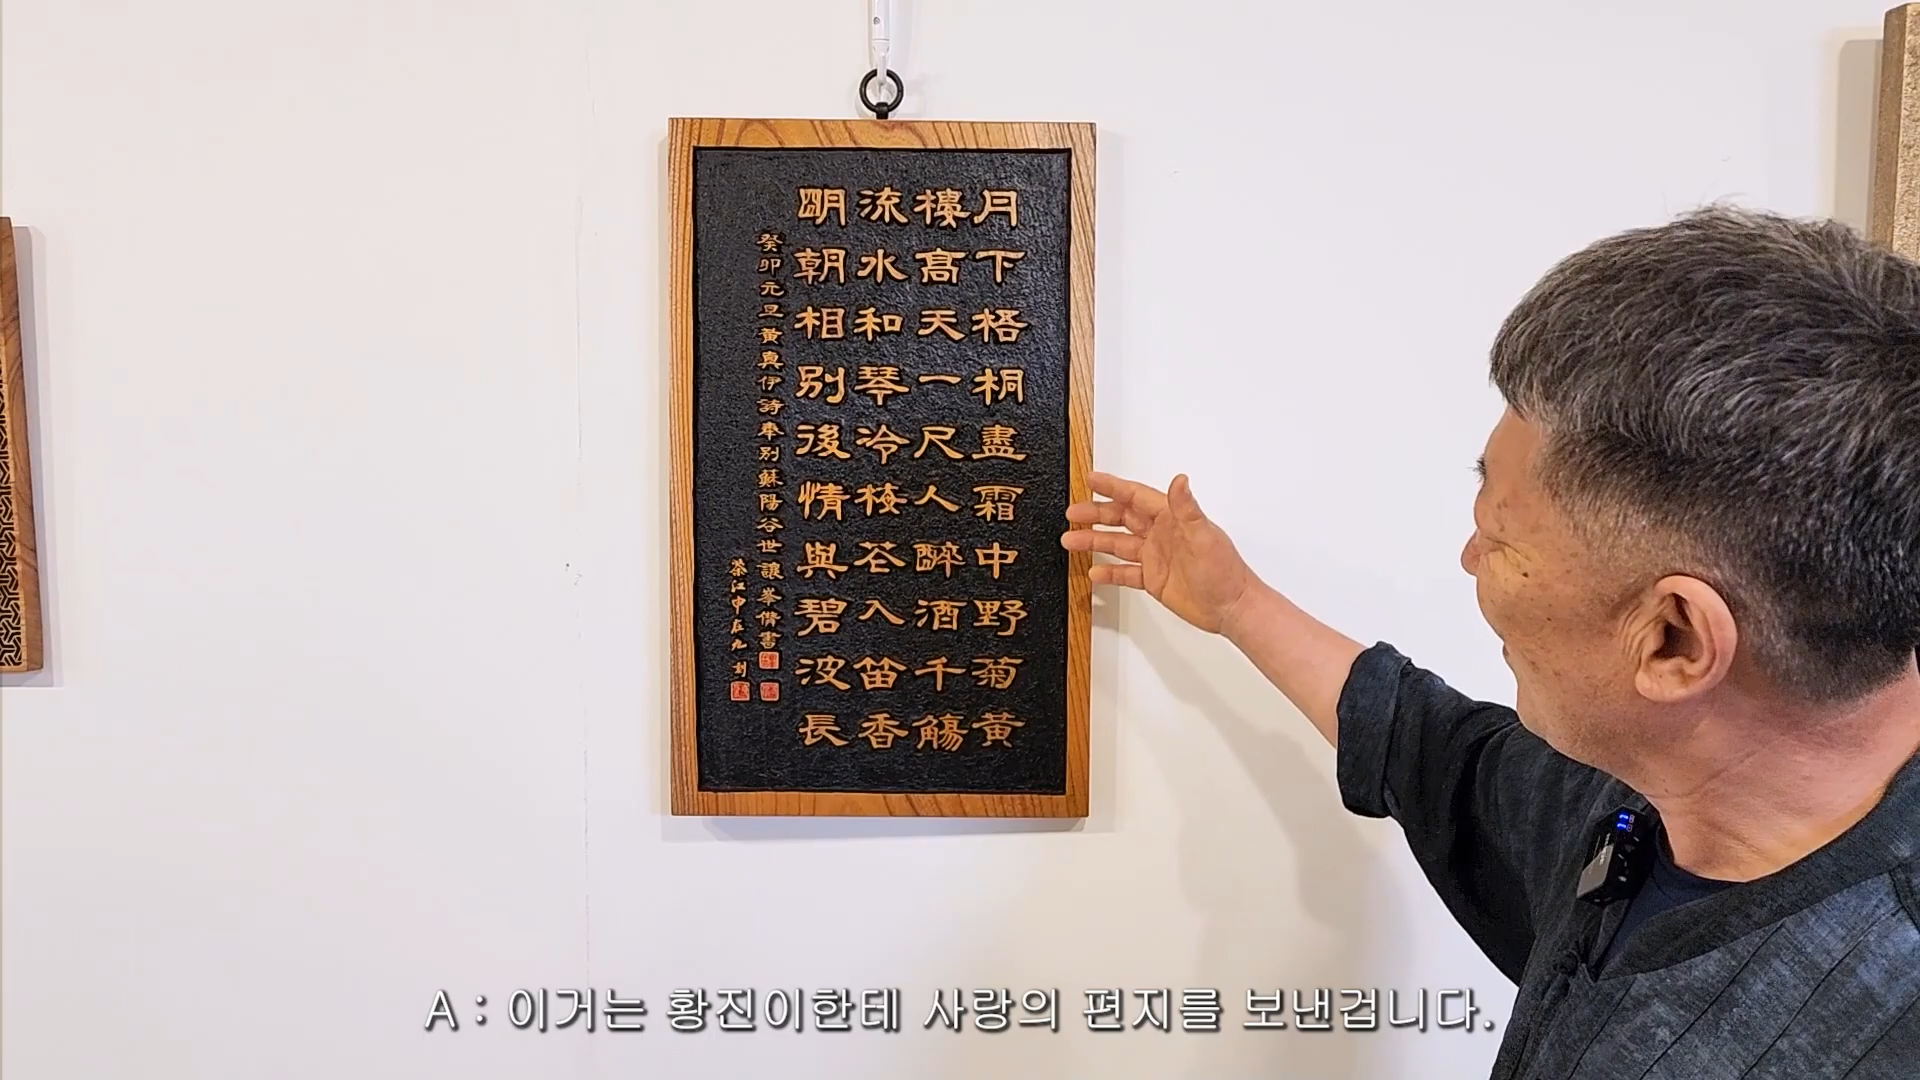 月下梧桐盡霜中野菊黃
樓高天一尺人醉酒千觴
流水和琴冷梅花入笛香
明朝相別後情與碧波長
癸卯元旦黃真伊詩奉別蘇陽谷世讓
A : 이거는 황진이한테 사랑의 편지를 보낸겁니다.